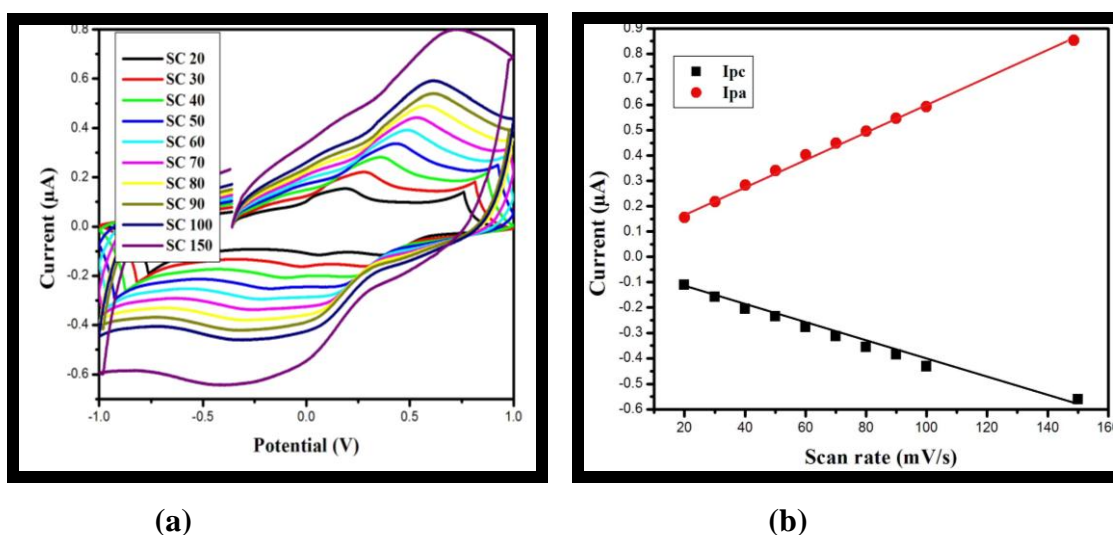 0.8
0.6
0.4
0.2
0.0
-0.2
-0.4
-0.6
Current (µA)
SC 20
SC 30
SC 40
SC 50
SC 60
SC 70
SC 80
SC 90
SC 100
SC 150
-1.0 -0.5 0.0 0.5 1.0
Potential (V)
(a)
0.9
0.8
0.7
0.6
0.5
0.4
0.3
0.2
0.1
0.0
-0.1
-0.2
-0.3
-0.4
-0.5
-0.6
Current (µA)
Ipc
Ipa
20 40 60 80 100 120 140 160
Scan rate (mV/s)
(b)